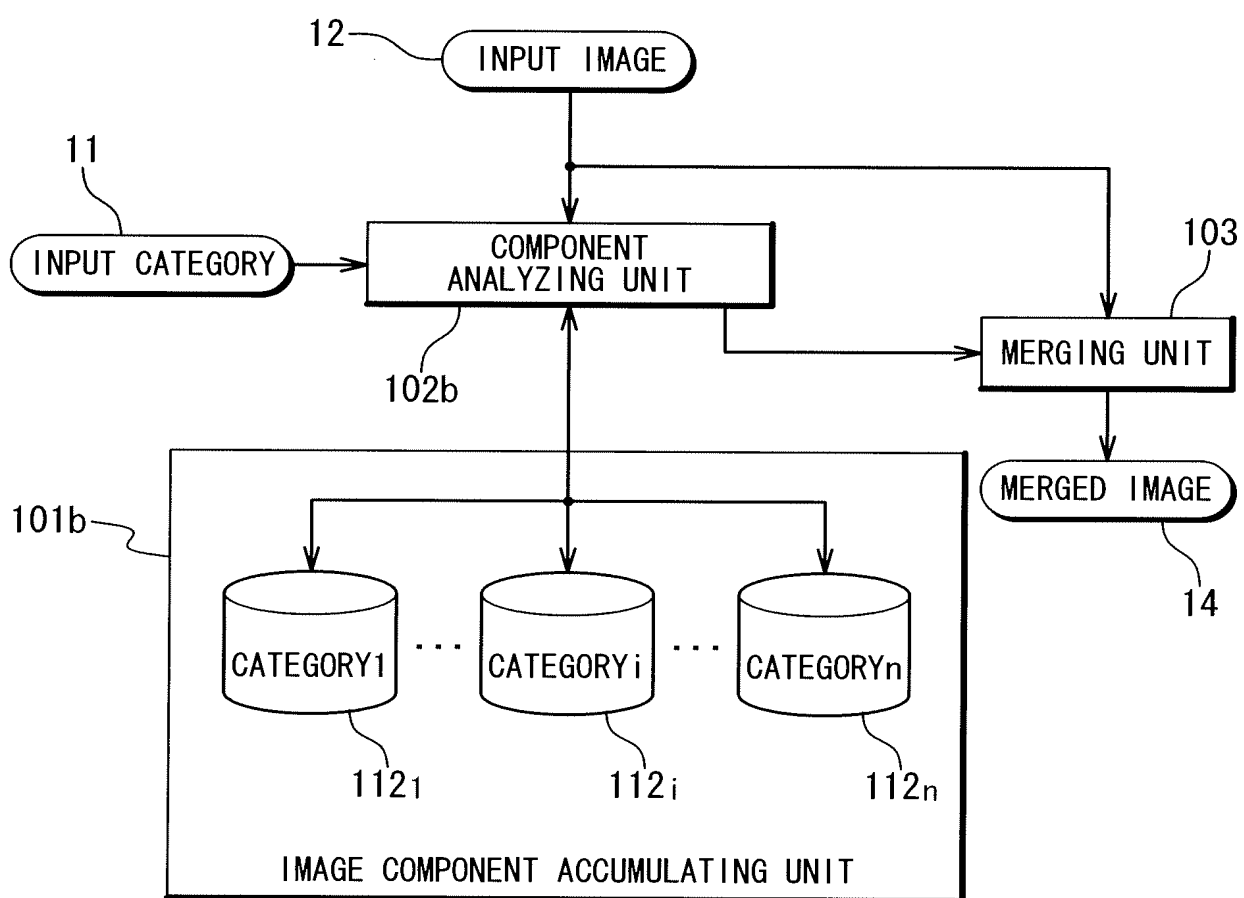 12
INPUT IMAGE
11
INPUT CATEGORY
COMPONENT
ANALYZING UNIT
103
MERGING UNIT
102b
MERGED IMAGE
101b
14
CATEGORY1
...
CATEGORYi
...
CATEGORYn
1121
112i
112n
IMAGE COMPONENT ACCUMULATING UNIT